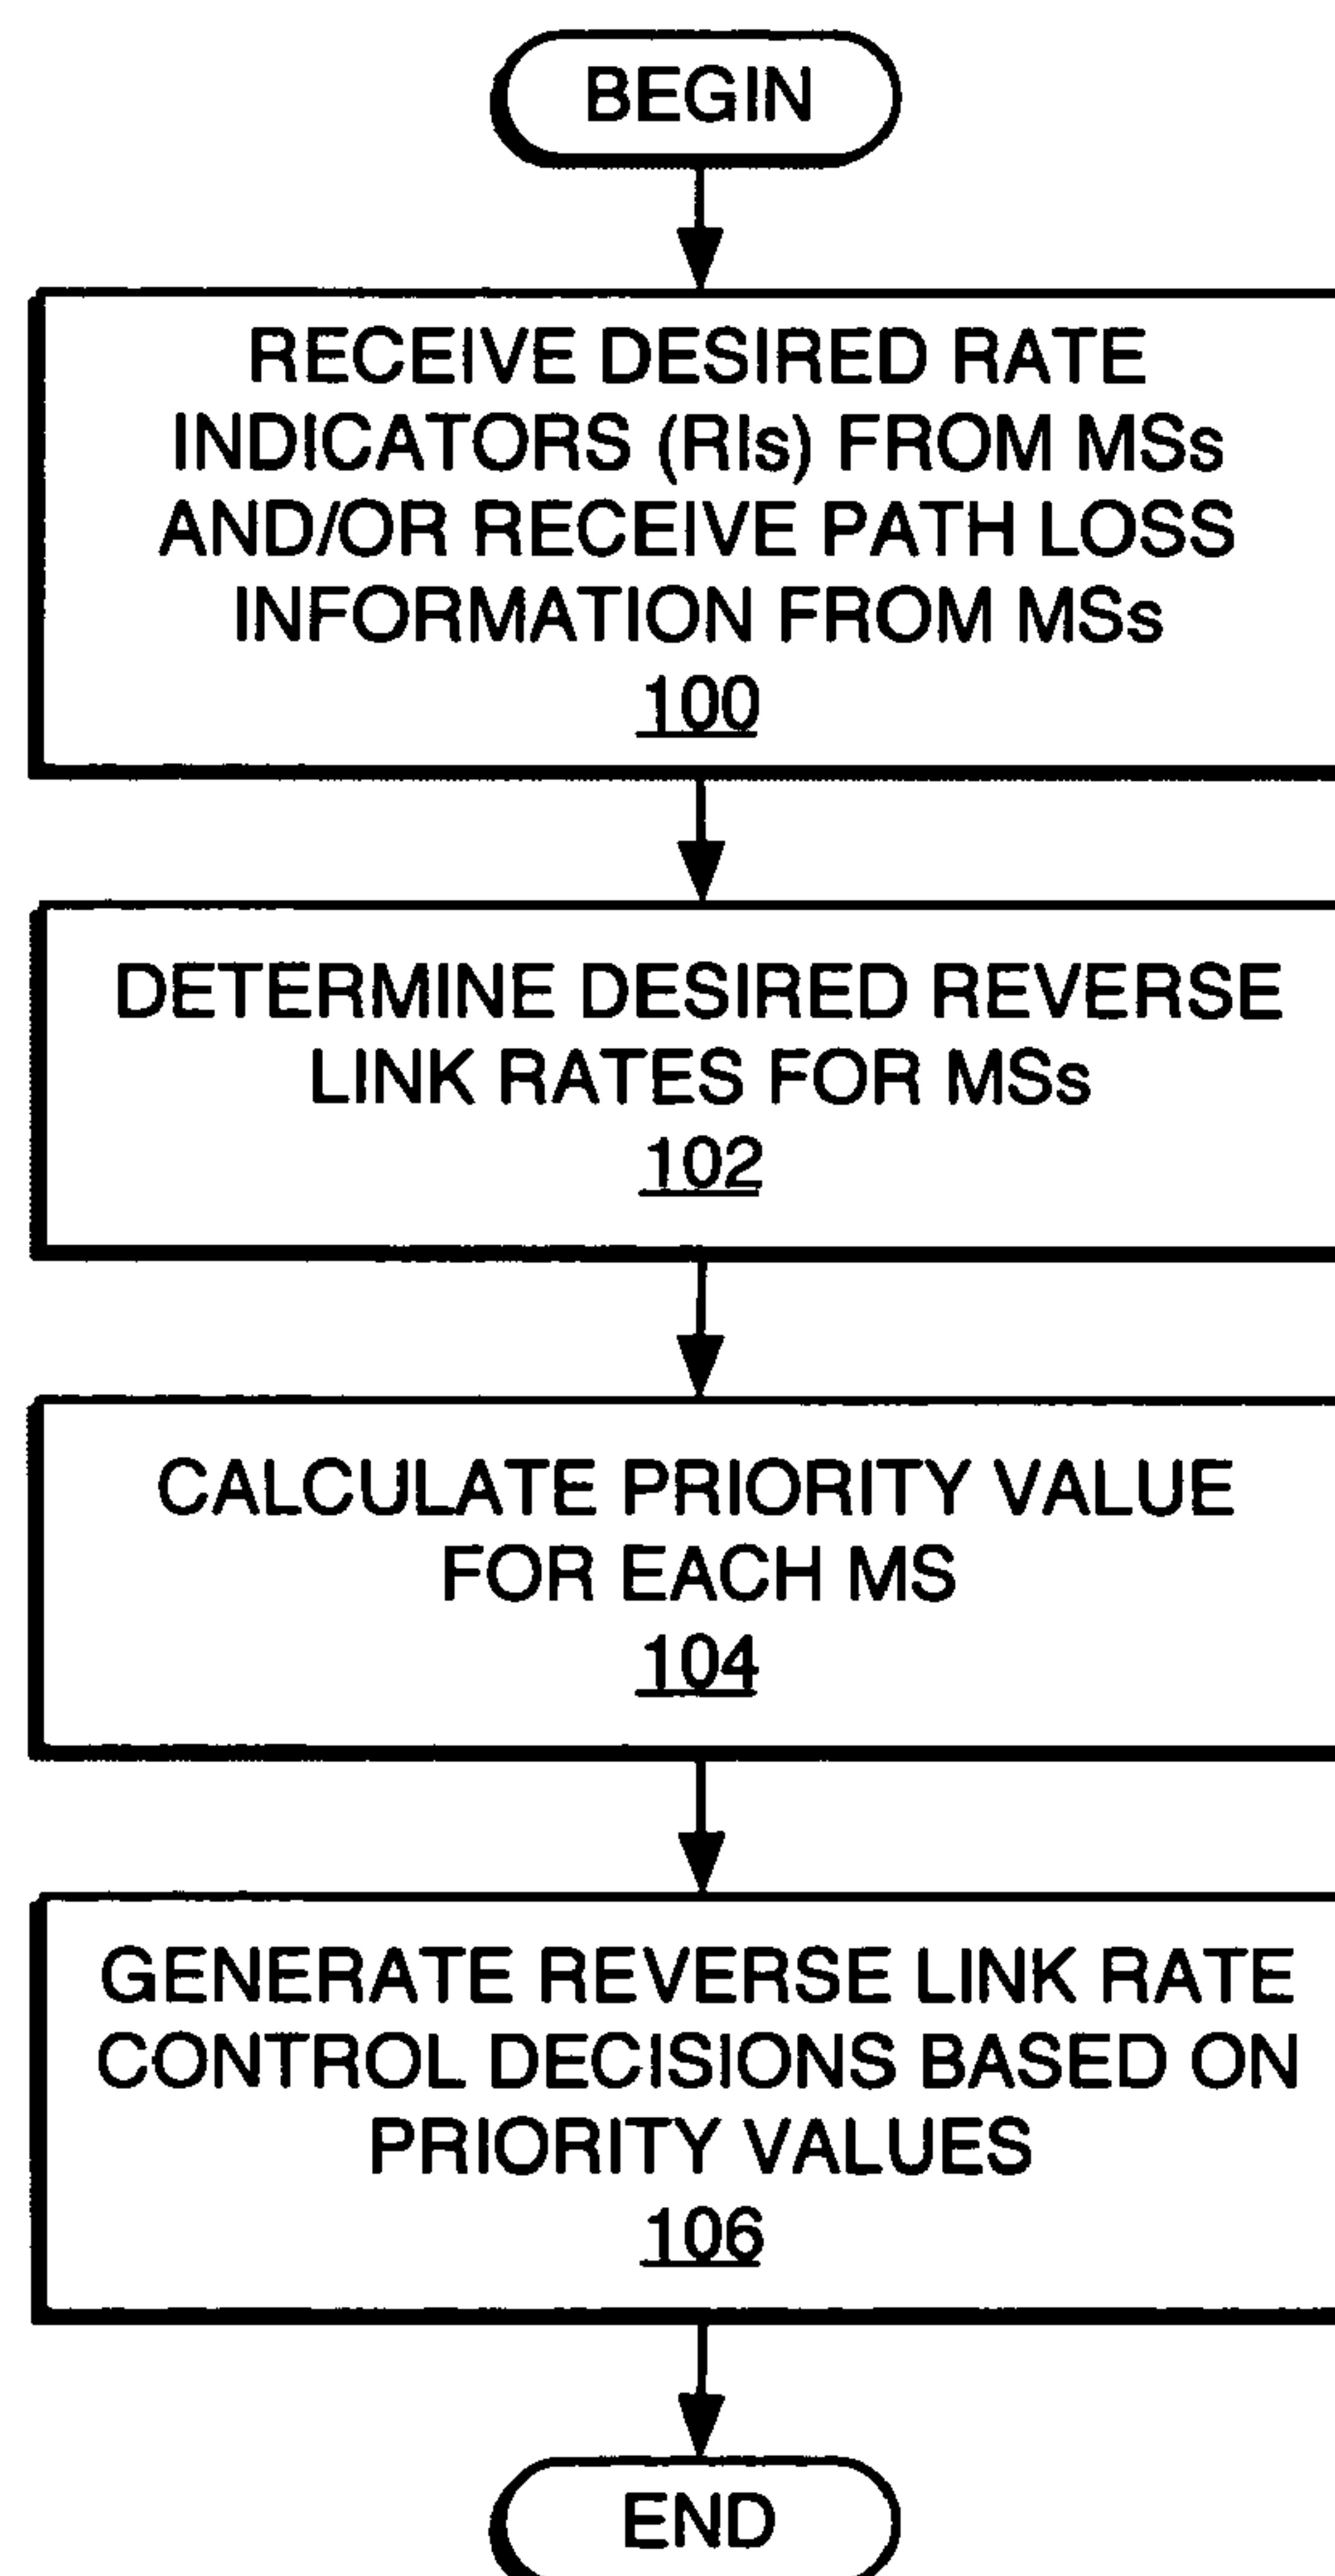 BEGIN
RECEIVE DESIRED RATE
INDICATORS (RIs) FROM MSs
AND/OR RECEIVE PATH LOSS
INFORMATION FROM MSs
100
DETERMINE DESIRED REVERSE
LINK RATES FOR MSs
102
CALCULATE PRIORITY VALUE
FOR EACH MS
104
GENERATE REVERSE LINK RATE
CONTROL DECISIONS BASED ON
PRIORITY VALUES
106
END